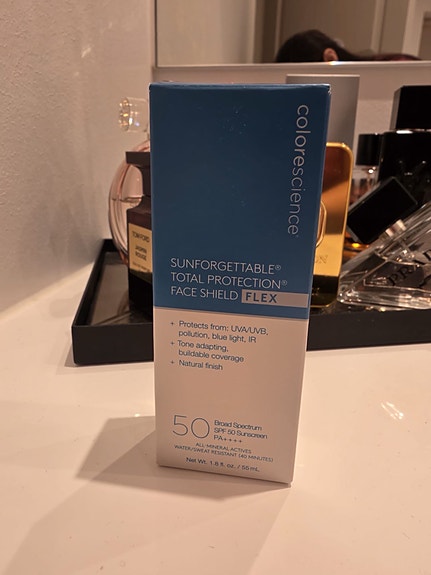 colorescience®
SUNFORGETTABLE®
TOTAL PROTECTION®
FACE SHIELD FLEX
+ Protects from: UVA/UVB,
pollution, blue light, IR
+ Tone adapting,
buildable coverage
+ Natural finish
50 Broad Spectrum
SPF 50 Sunscreen
PA++++
ALL MINERAL ACTIVES
WATER/SWEAT RESISTANT (40 MINUTES)
Net Wt. 1.8 fl. oz. / 55 mL
TOM FORD
JASMIN
ROUGE